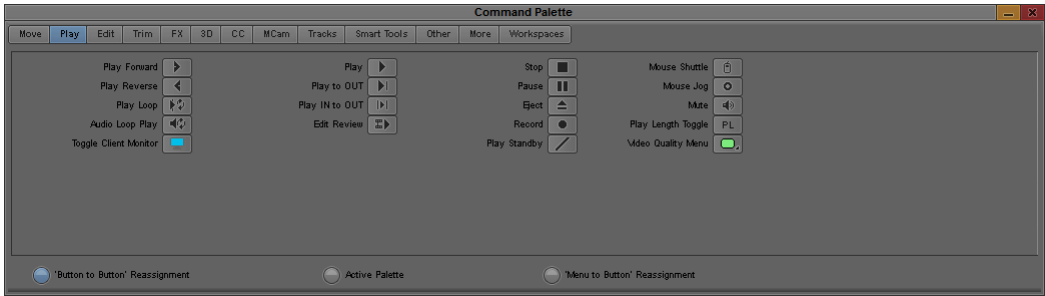 Command Palette
Move Play Edit Trim FX 3D CC MCam Tracks Smart Tools Other More Workspaces
Play Forward Play Stop Mouse Shuttle
Play Reverse Play to OUT Pause Mouse Jog
Play Loop Play IN to OUT Eject Mute
Audio Loop Play Edit Review Record Play Length Toggle PL
Toggle Client Monitor Play Standby Video Quality Menu
'Button to Button' Reassignment Active Palette 'Menu to Button' Reassignment